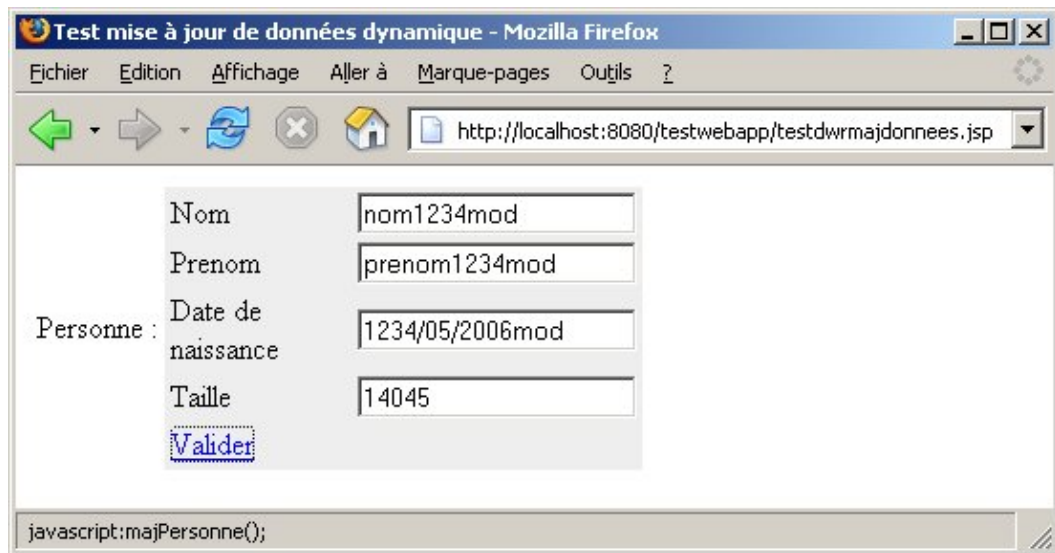 Test mise à jour de données dynamique - Mozilla Firefox
Fichier Edition Affichage Aller à Marque-pages Outils ?
http://localhost:8080/testwebapp/testdwrmajdonnees.jsp
Personne :
Nom nom1234mod
Prenom prenom1234mod
Date de
naissance
1234/05/2006mod
Taille 14045
Valider
javascript:majPersonne();